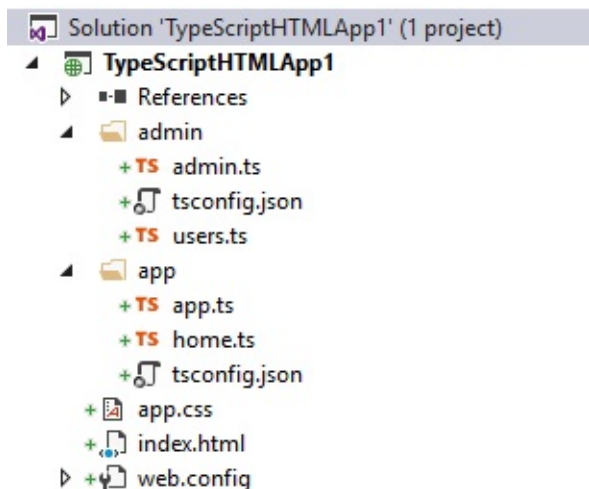 Solution 'TypeScriptHTMLApp1' (1 project)
TypeScriptHTMLApp1
References
admin
TS admin.ts
tsconfig.json
TS users.ts
app
TS app.ts
TS home.ts
tsconfig.json
app.css
index.html
web.config